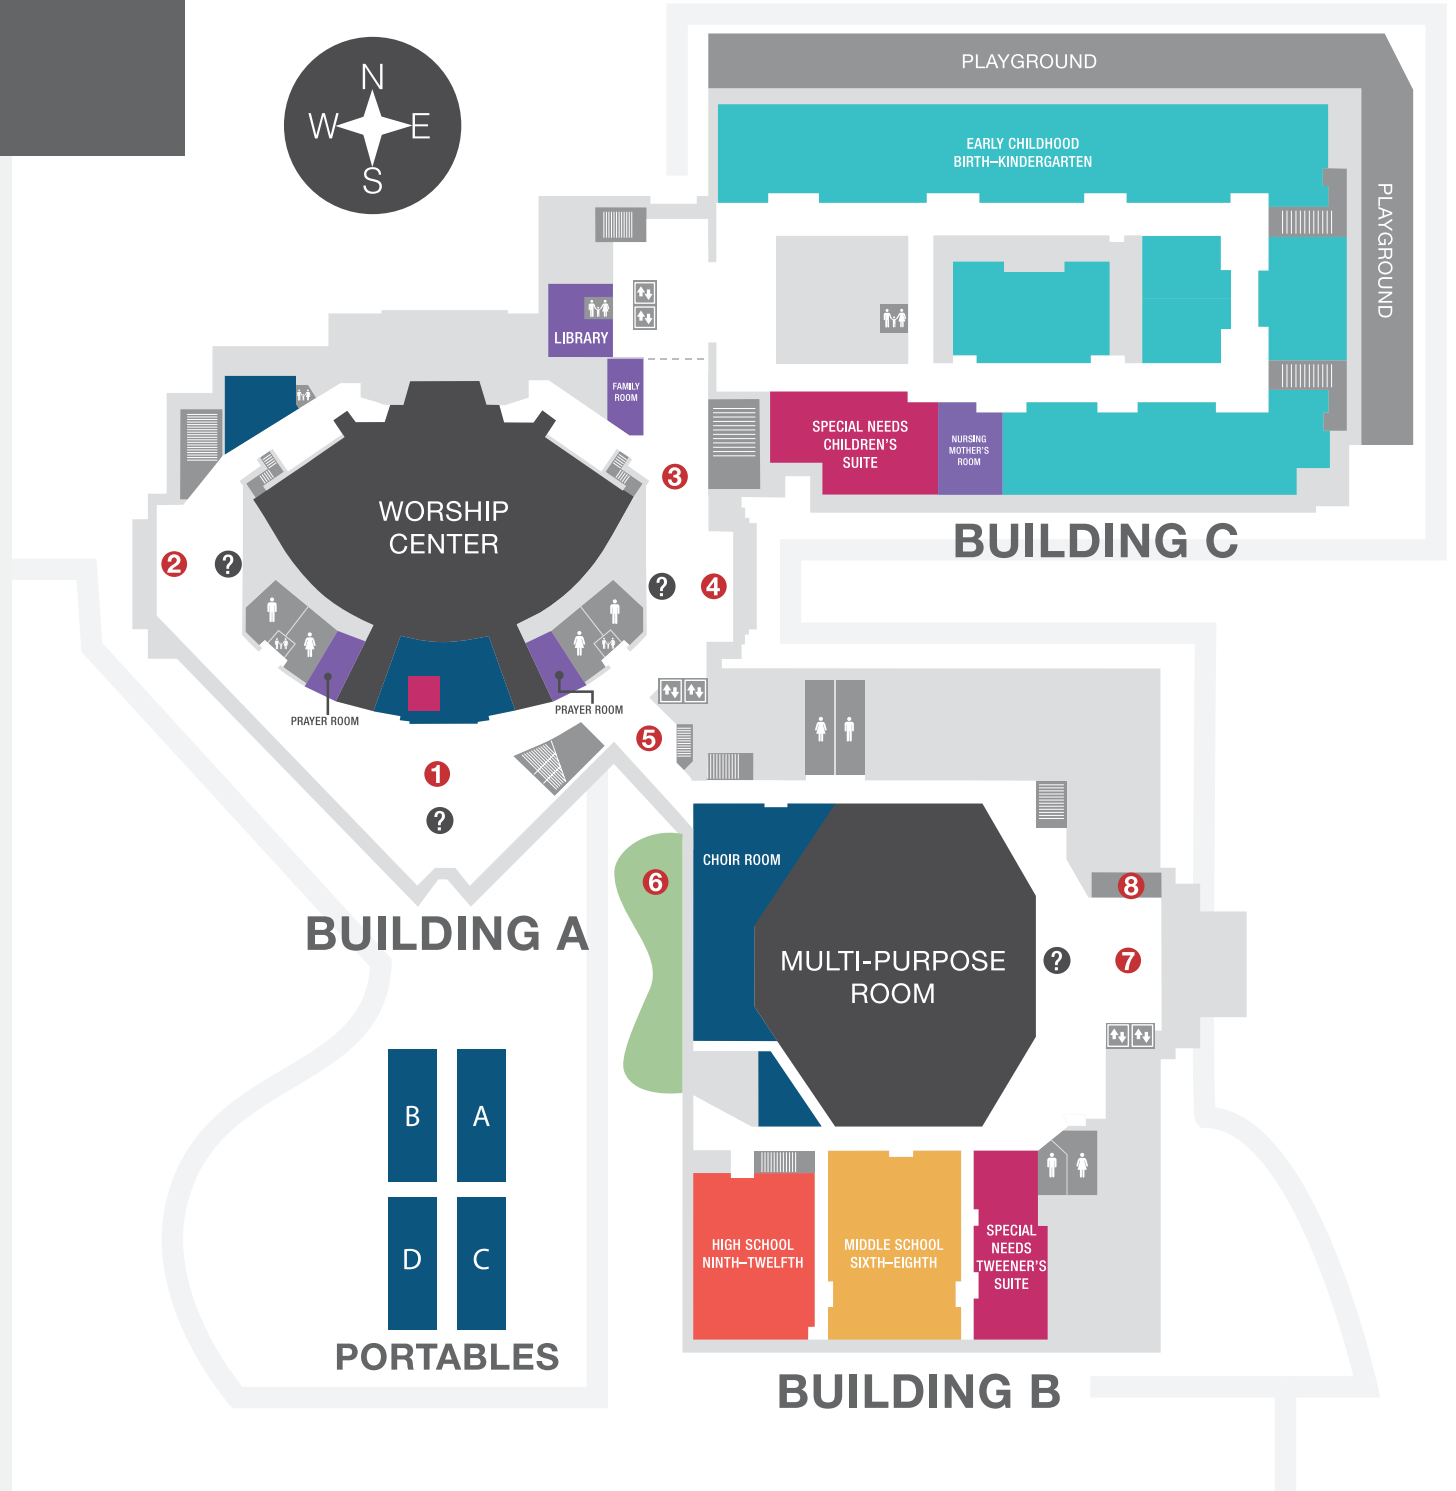 N
W E
S
PLAYGROUND
EARLY CHILDHOOD
BIRTH–KINDERGARTEN
PLAYGROUND
LIBRARY
FAMILY
ROOM
SPECIAL NEEDS
CHILDREN'S
SUITE
NURSING
MOTHER'S
ROOM
BUILDING C
WORSHIP
CENTER
3
2
?
?
4
PRAYER ROOM
PRAYER ROOM
5
1
?
CHOIR ROOM
6
8
BUILDING A
MULTI-PURPOSE
ROOM
?
7
B
A
D
C
PORTABLES
HIGH SCHOOL
NINTH–TWELFTH
MIDDLE SCHOOL
SIXTH–EIGHTH
SPECIAL
NEEDS
TWEENER'S
SUITE
BUILDING B